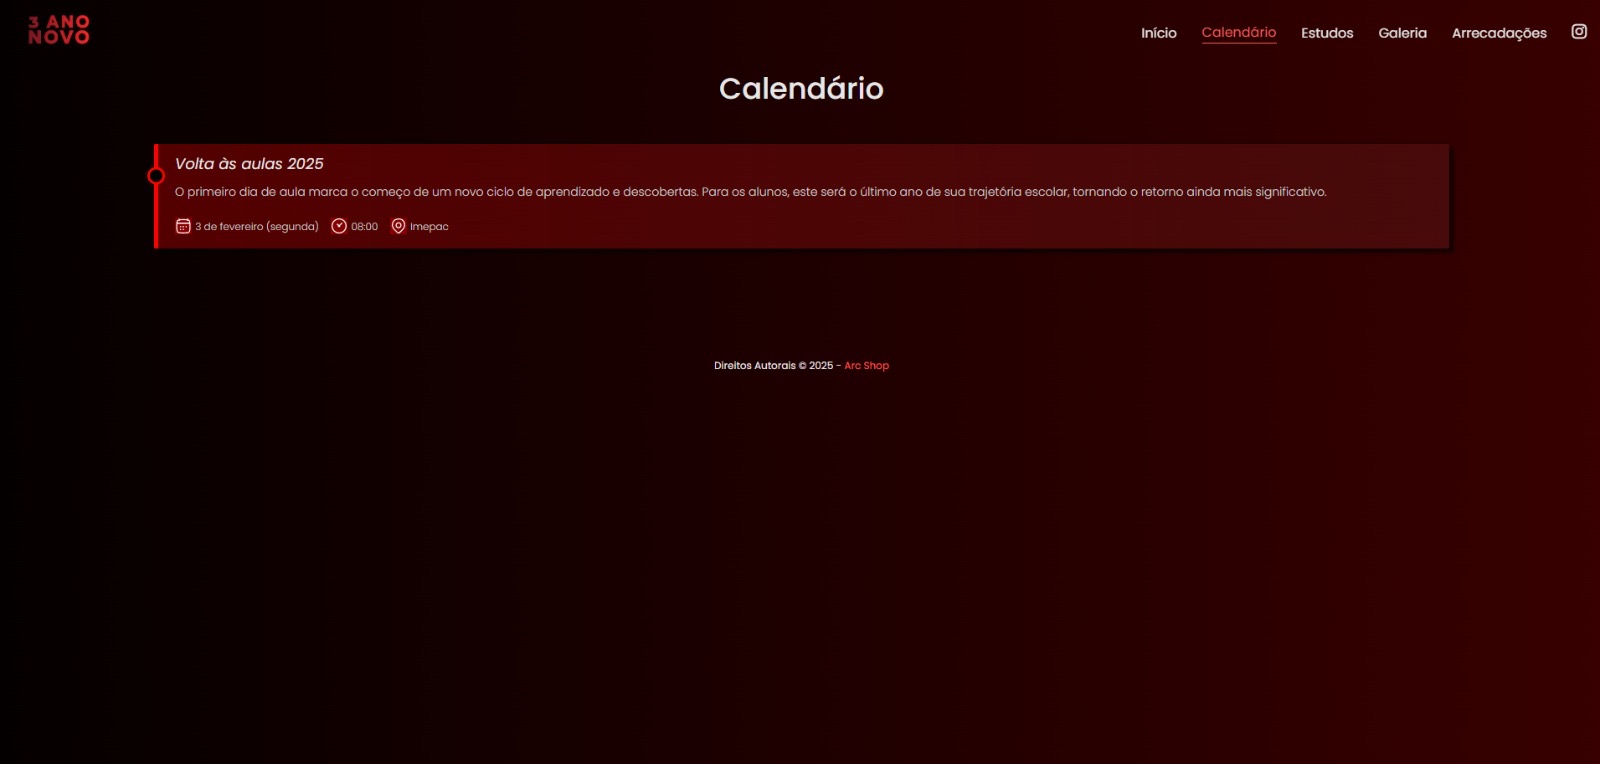 3 ANO
NOVO
Início Calendário Estudos Galeria Arrecadações
Calendário
Volta às aulas 2025
O primeiro dia de aula marca o começo de um novo ciclo de aprendizado e descobertas. Para os alunos, este será o último ano de sua trajetória escolar, tornando o retorno ainda mais significativo.
3 de fevereiro (segunda) 08:00 Imepac
Direitos Autorais © 2025 - Arc Shop